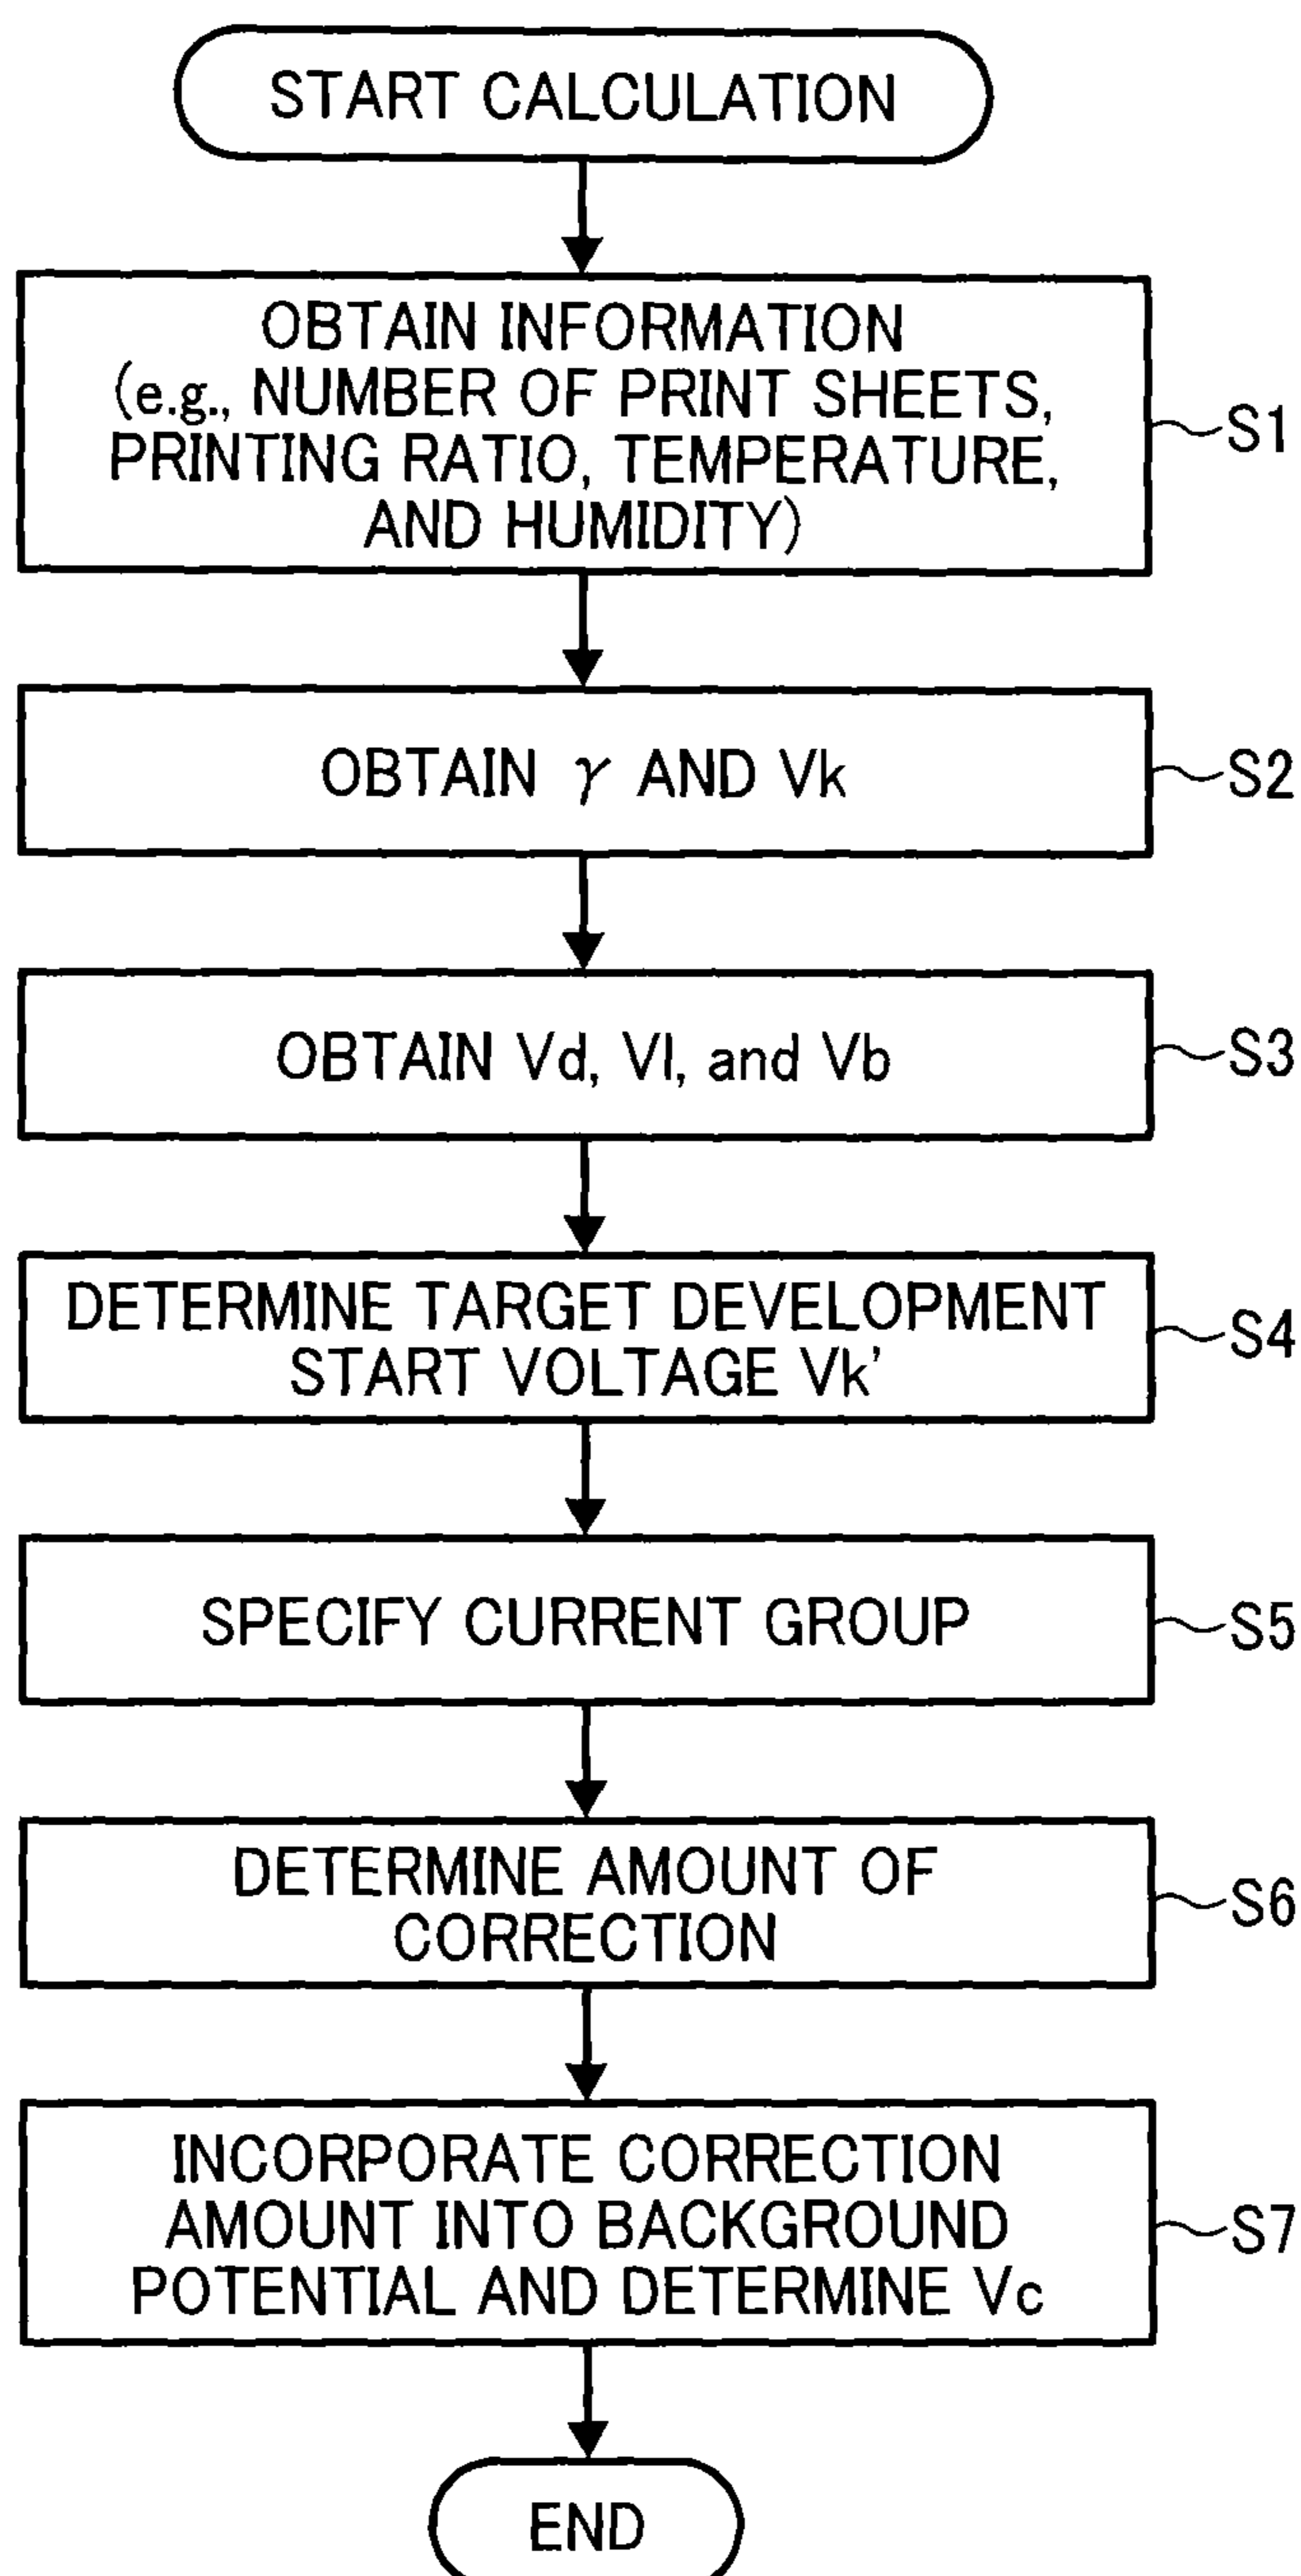 START CALCULATION
OBTAIN INFORMATION
(e.g., NUMBER OF PRINT SHEETS,
PRINTING RATIO, TEMPERATURE,
AND HUMIDITY)
S1
OBTAIN γ AND Vk
S2
OBTAIN Vd, Vl, and Vb
S3
DETERMINE TARGET DEVELOPMENT
START VOLTAGE Vk'
S4
SPECIFY CURRENT GROUP
S5
DETERMINE AMOUNT OF
CORRECTION
S6
INCORPORATE CORRECTION
AMOUNT INTO BACKGROUND
POTENTIAL AND DETERMINE Vc
S7
END